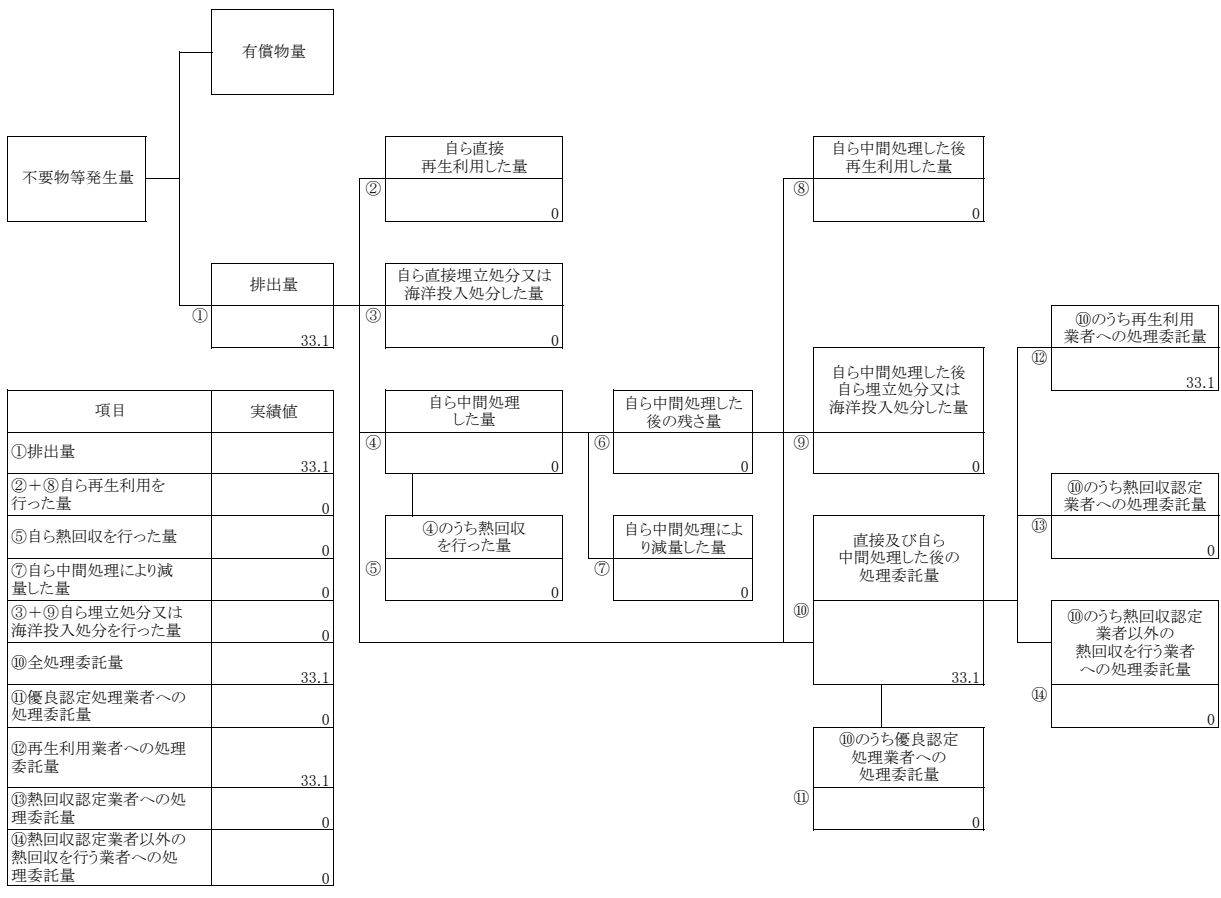 有償物量
不要物等発生量
自ら直接
再生利用した量
②
0
自ら中間処理した後
再生利用した量
⑧
0
排出量
①
33.1
自ら直接埋立処分又は
海洋投入処分した量
③
0
⑩のうち再生利用
業者への処理委託量
⑫
33.1
自ら中間処理
した量
④
0
自ら中間処理した
後の残さ量
⑥
0
自ら中間処理した後
自ら埋立処分又は
海洋投入処分した量
⑨
0
⑩のうち熱回収認定
業者への処理委託量
⑬
0
④のうち熱回収
を行った量
⑤
0
自ら中間処理によ
り減量した量
⑦
0
直接及び自ら
中間処理した後の
処理委託量
⑩
33.1
⑩のうち熱回収認定
業者以外の
熱回収を行う業者
への処理委託量
⑭
0
⑩のうち優良認定
処理業者への
処理委託量
⑪
0
項目 実績値
①排出量
33.1
②＋⑧自ら再生利用を
行った量
0
⑤自ら熱回収を行った量
0
⑦自ら中間処理により減
量した量
0
③＋⑨自ら埋立処分又は
海洋投入処分を行った量
0
⑩全処理委託量
33.1
⑪優良認定処理業者への
処理委託量
0
⑫再生利用業者への処理
委託量
33.1
⑬熱回収認定業者への処
理委託量
0
⑭熱回収認定業者以外の
熱回収を行う業者への処
理委託量
0